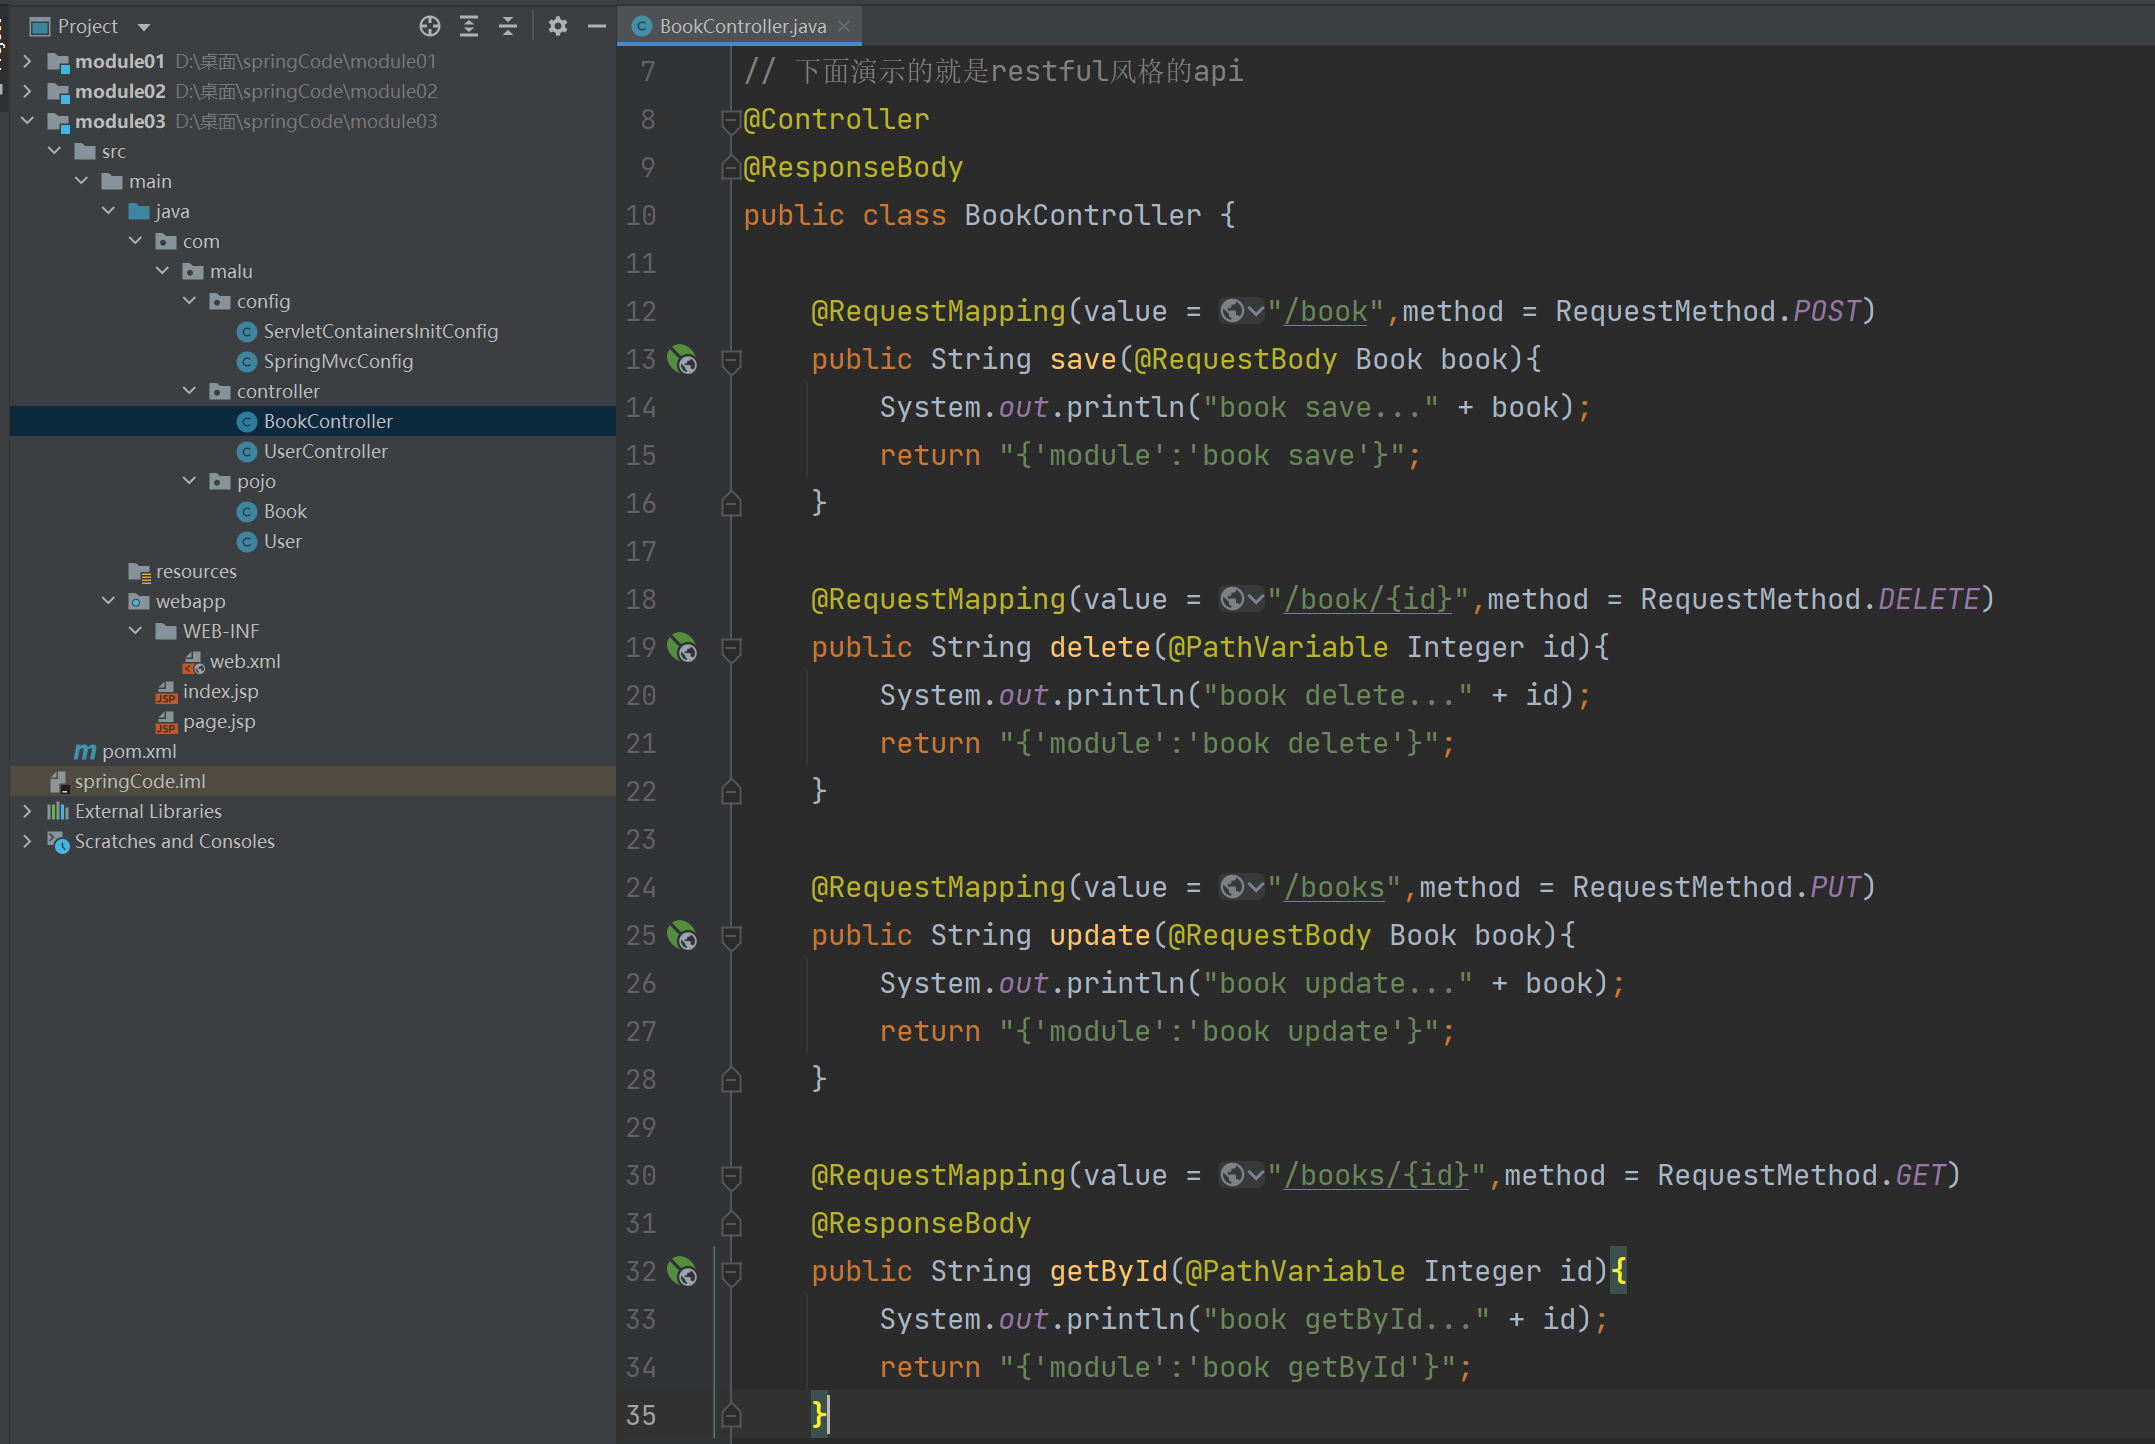 Project
module01 D:\桌面\springCode\module01
module02 D:\桌面\springCode\module02
module03 D:\桌面\springCode\module03
src
main
java
com
malu
config
ServletContainersInitConfig
SpringMvcConfig
controller
BookController
UserController
pojo
Book
User
resources
webapp
WEB-INF
web.xml
index.jsp
page.jsp
pom.xml
springCode.iml
External Libraries
Scratches and Consoles
BookController.java
7 // 下面演示的就是restful风格的api
8 @Controller
9 @ResponseBody
10 public class BookController {
11
12 @RequestMapping(value = "/book",method = RequestMethod.POST)
13 public String save(@RequestBody Book book){
14 System.out.println("book save..." + book);
15 return "{'module':'book save'}";
16 }
17
18 @RequestMapping(value = "/book/{id}",method = RequestMethod.DELETE)
19 public String delete(@PathVariable Integer id){
20 System.out.println("book delete..." + id);
21 return "{'module':'book delete'}";
22 }
23
24 @RequestMapping(value = "/books",method = RequestMethod.PUT)
25 public String update(@RequestBody Book book){
26 System.out.println("book update..." + book);
27 return "{'module':'book update'}";
28 }
29
30 @RequestMapping(value = "/books/{id}",method = RequestMethod.GET)
31 @ResponseBody
32 public String getById(@PathVariable Integer id){
33 System.out.println("book getById..." + id);
34 return "{'module':'book getById'}";
35 }